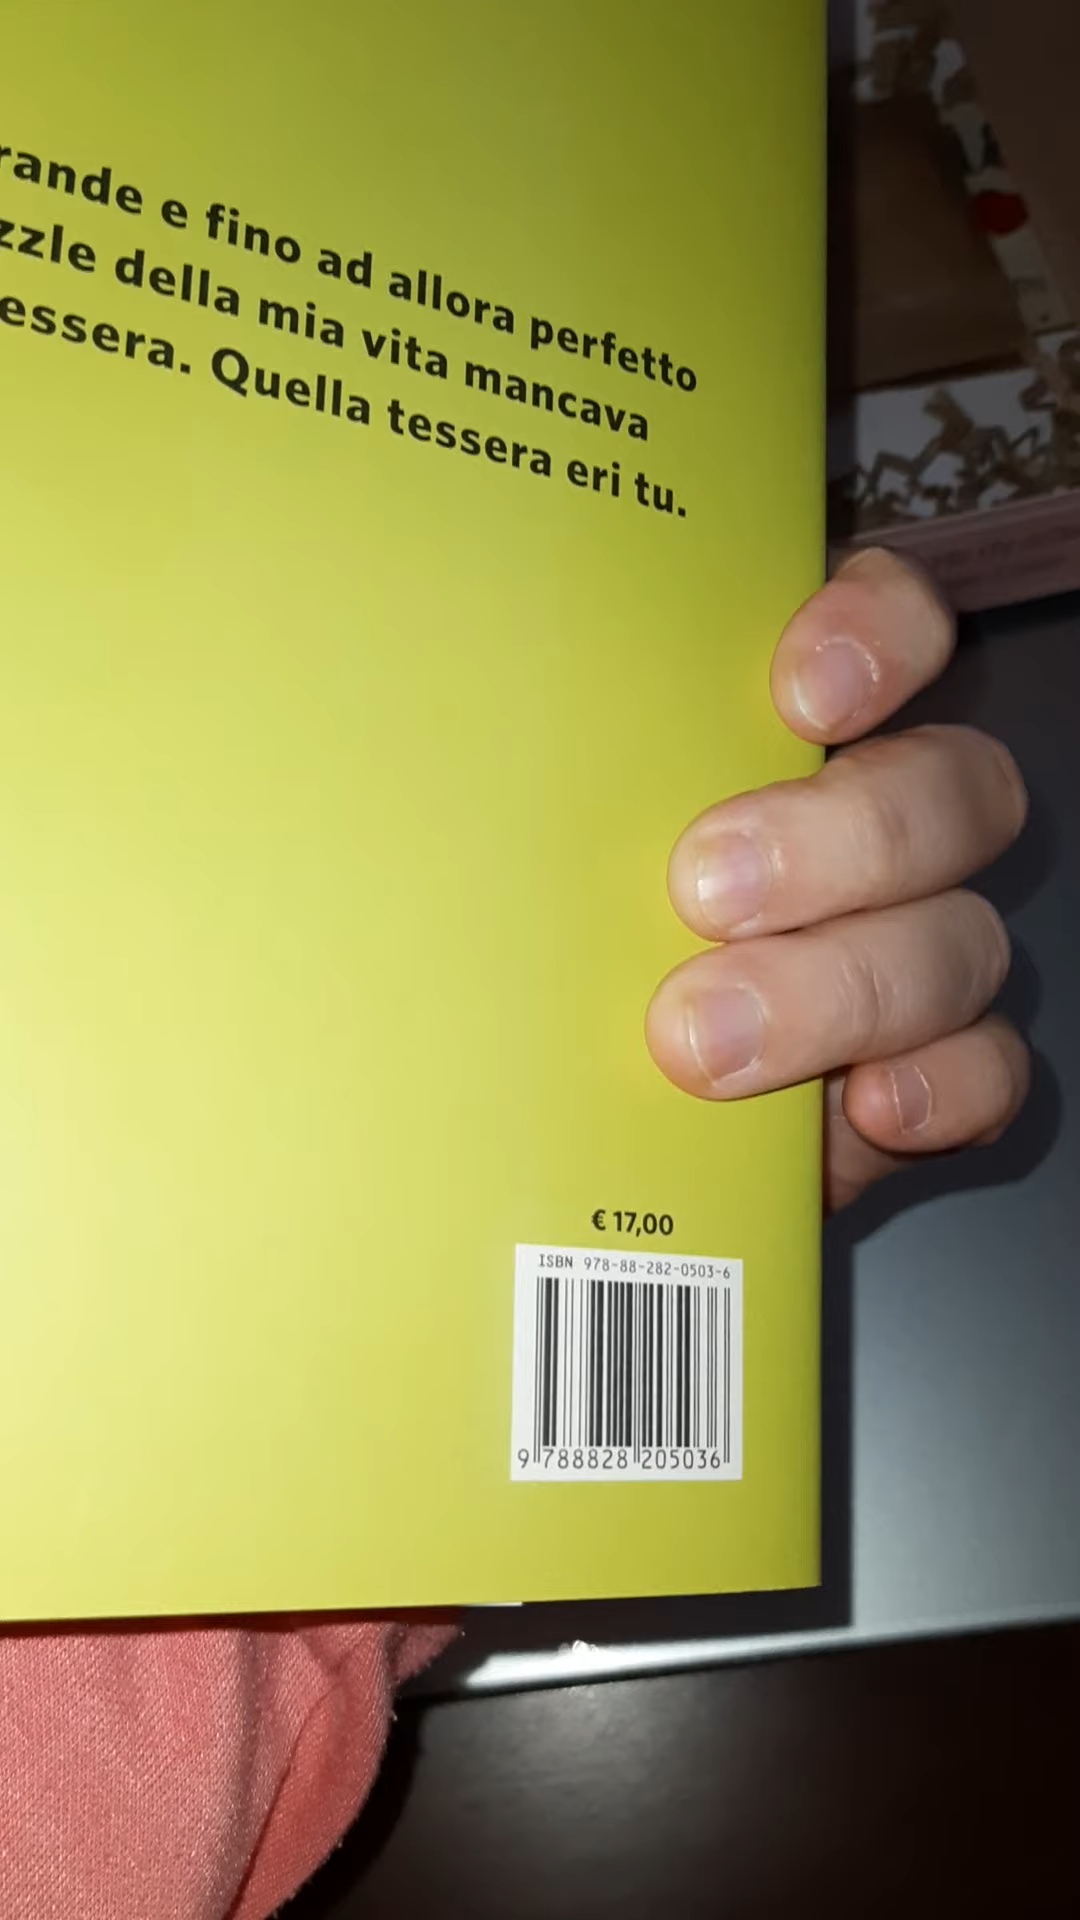 rande e fino ad allora perfetto
zzle della mia vita mancava
essera. Quella tessera eri tu.
€ 17,00
ISBN 978-88-282-0503-6
9 788828 205036